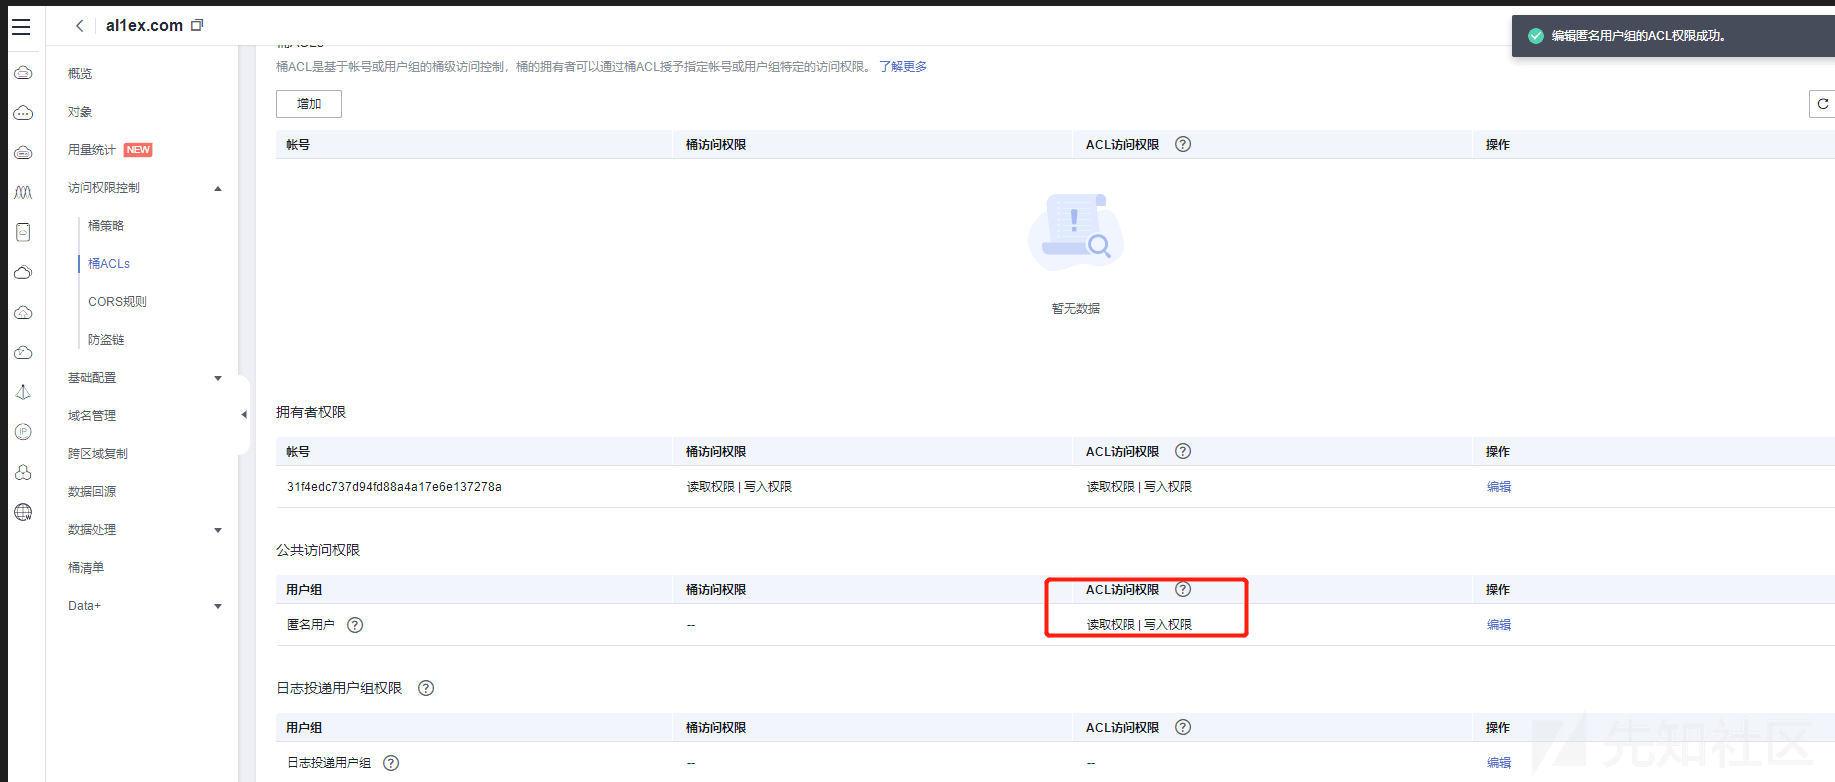 al1ex.com
编辑匿名用户组的ACL权限成功。
概览
对象
用量统计 NEW
访问权限控制
桶策略
桶ACLs
CORS规则
防盗链
基础配置
域名管理
跨区域复制
数据回源
数据处理
桶清单
Data+
桶ACLs
桶ACL是基于帐号或用户组的桶级访问控制，桶的拥有者可以通过桶ACL授予指定帐号或用户组特定的访问权限。 了解更多
增加
帐号 桶访问权限 ACL访问权限 ? 操作
暂无数据
拥有者权限
帐号 桶访问权限 ACL访问权限 ? 操作
31f4edc737d94fd88a4a17e6e137278a 读取权限 | 写入权限 读取权限 | 写入权限 编辑
公共访问权限
用户组 桶访问权限 ACL访问权限 ? 操作
匿名用户 ? -- 读取权限 | 写入权限 编辑
日志投递用户组权限 ?
用户组 桶访问权限 ACL访问权限 ? 操作
日志投递用户组 ? -- -- 编辑
先知社区